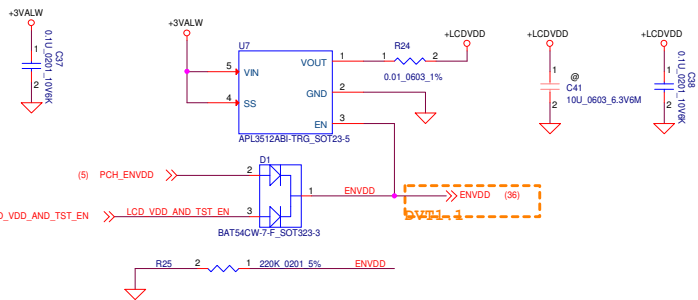 +3VALW
+3VALW
+LCDVDD
+LCDVDD
+LCDVDD
1
C37
0.1U_0201_10V6K
2
U7
5 VIN
4 SS
VOUT 1
GND 2
EN 3
APL3512ABI-TRG_SOT23-5
1 R24 2
0.01_0603_1%
1
@
C41
10U_0603_6.3V6M
2
1
C38
0.1U_0201_10V6K
2
D1
(5) PCH_ENVDD 2
1 ENVDD
ENVDD (36)
DVT1.1
D_VDD_AND_TST_EN LCD_VDD_AND_TST_EN 3
BAT54CW-7-F_SOT323-3
R25 2 1 220K_0201_5% ENVDD